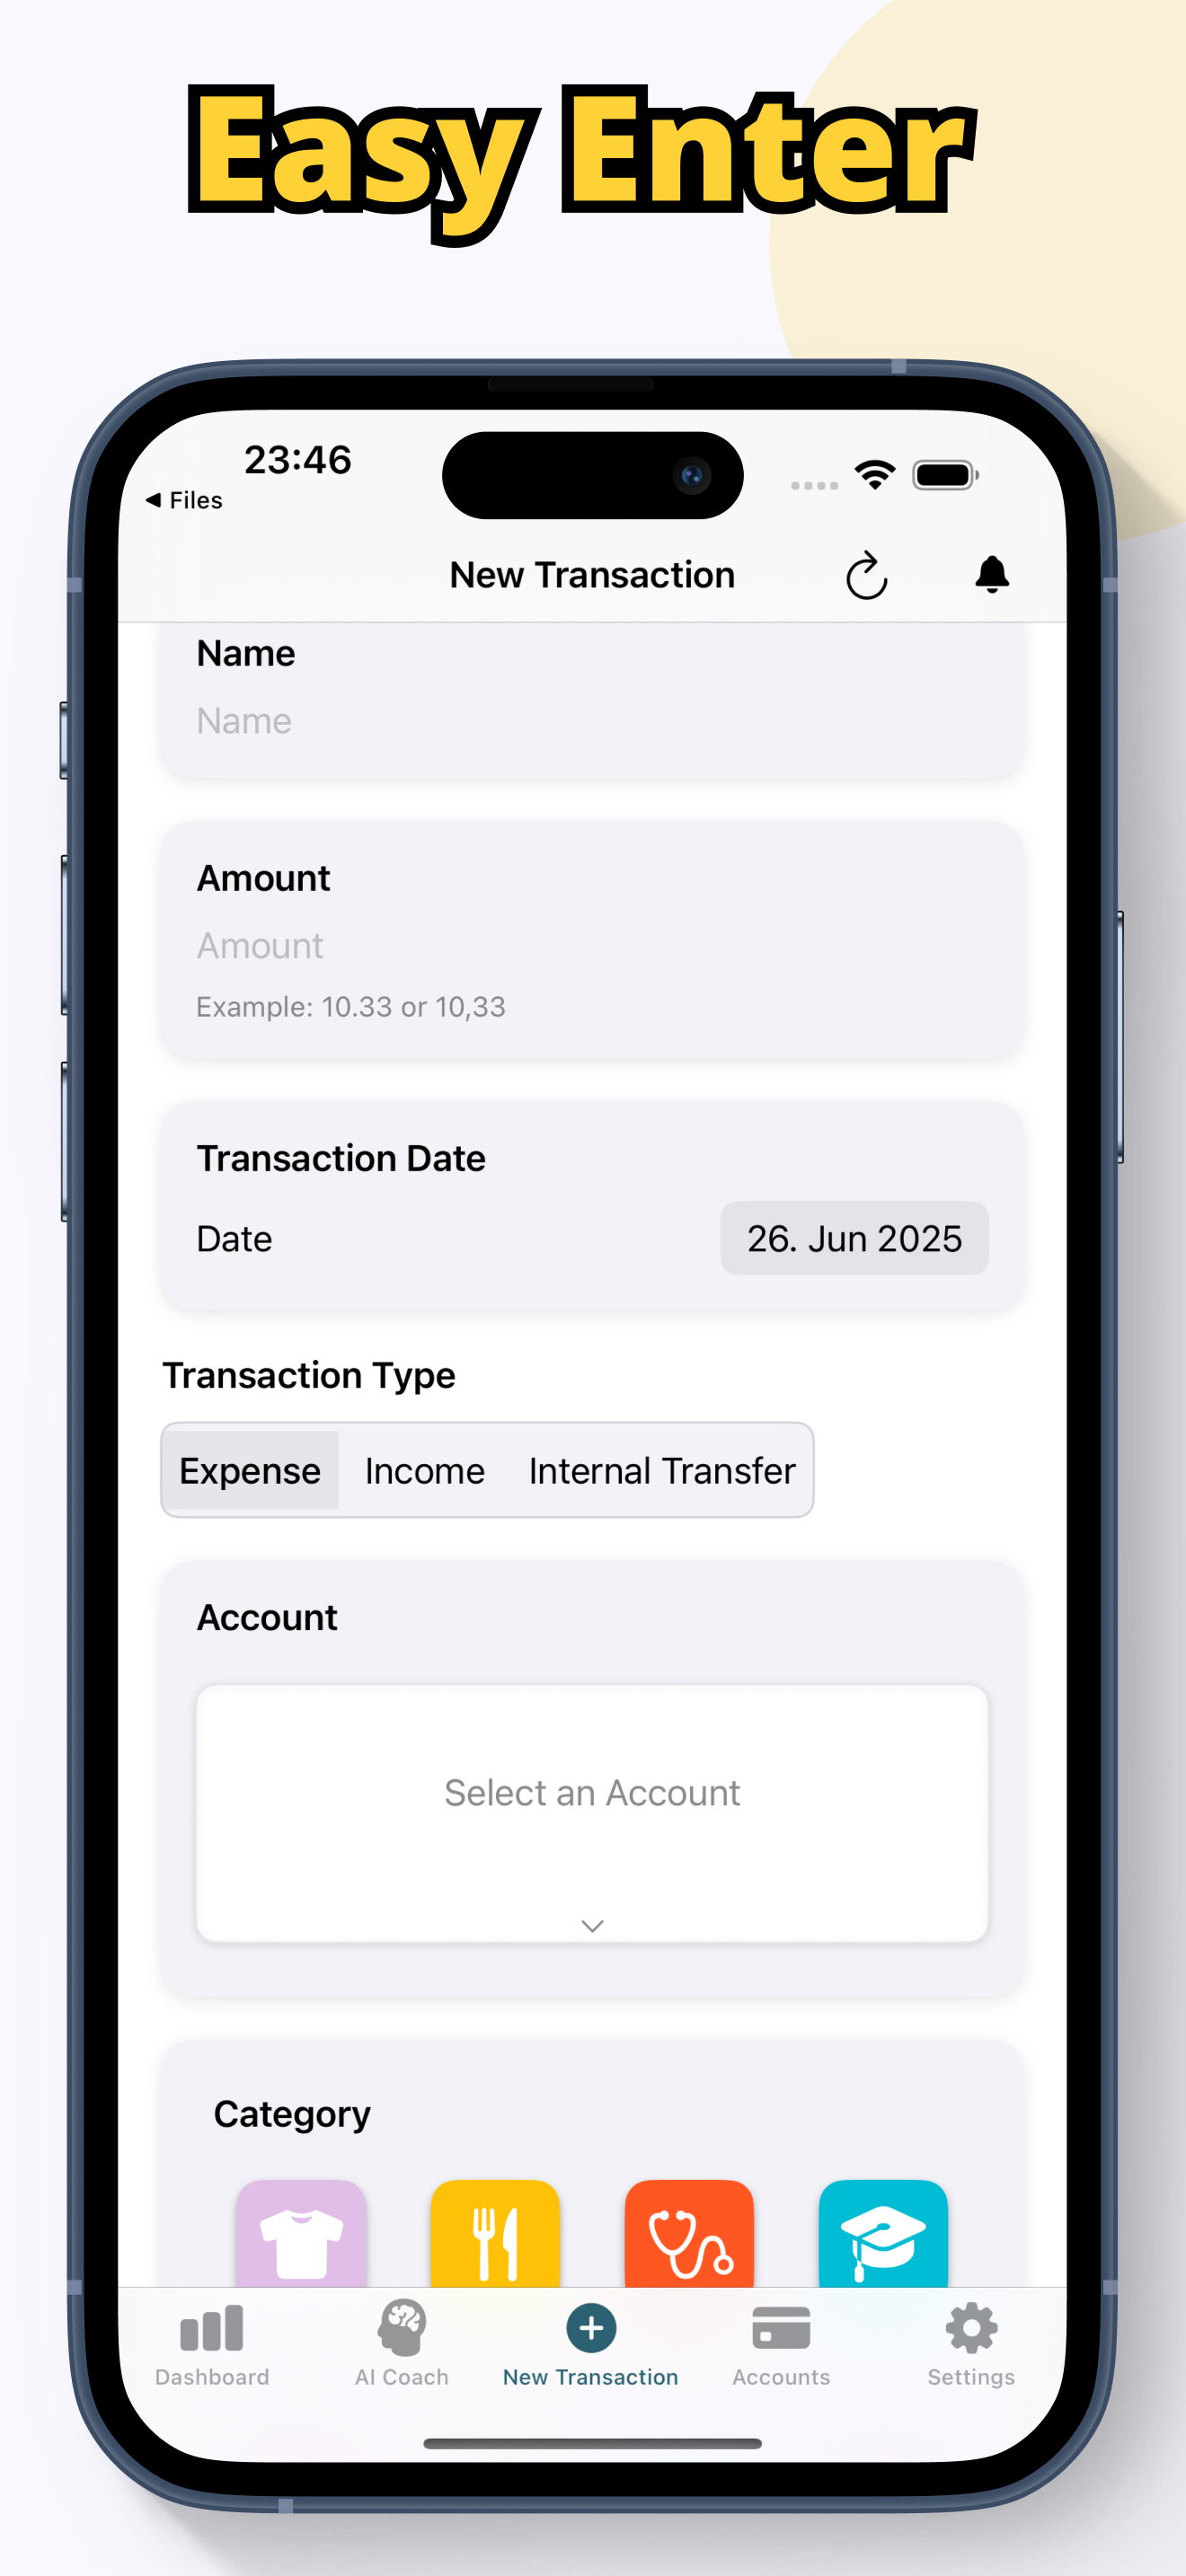 Easy Enter
23:46
◀ Files
New Transaction
Name
Name
Amount
Amount
Example: 10.33 or 10,33
Transaction Date
Date
26. Jun 2025
Transaction Type
Expense Income Internal Transfer
Account
Select an Account
Category
Dashboard AI Coach New Transaction Accounts Settings